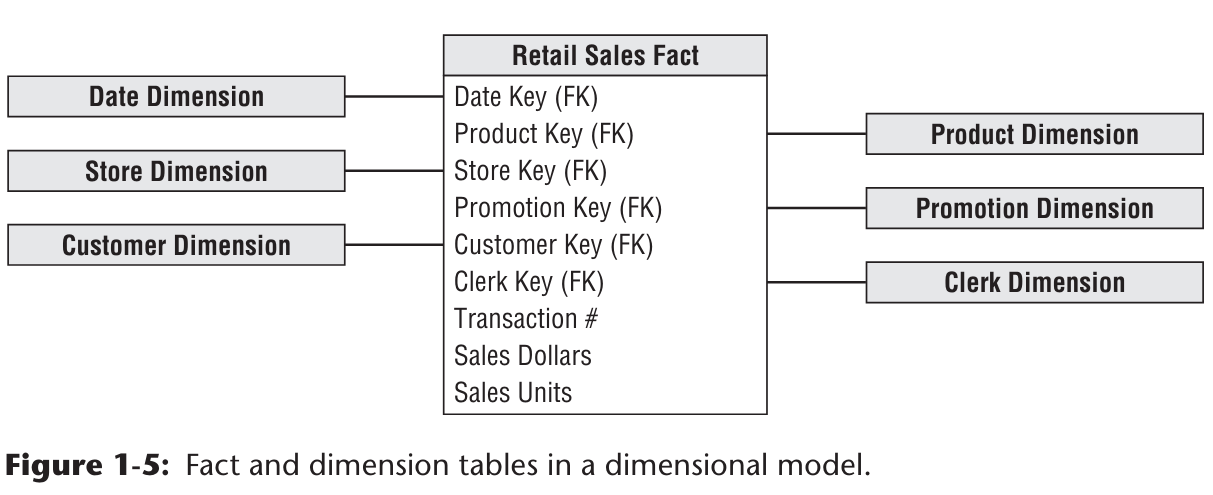 Retail Sales Fact
Date Dimension
Store Dimension
Customer Dimension
Date Key (FK)
Product Key (FK)
Store Key (FK)
Promotion Key (FK)
Customer Key (FK)
Clerk Key (FK)
Transaction #
Sales Dollars
Sales Units
Product Dimension
Promotion Dimension
Clerk Dimension
Figure 1-5: Fact and dimension tables in a dimensional model.